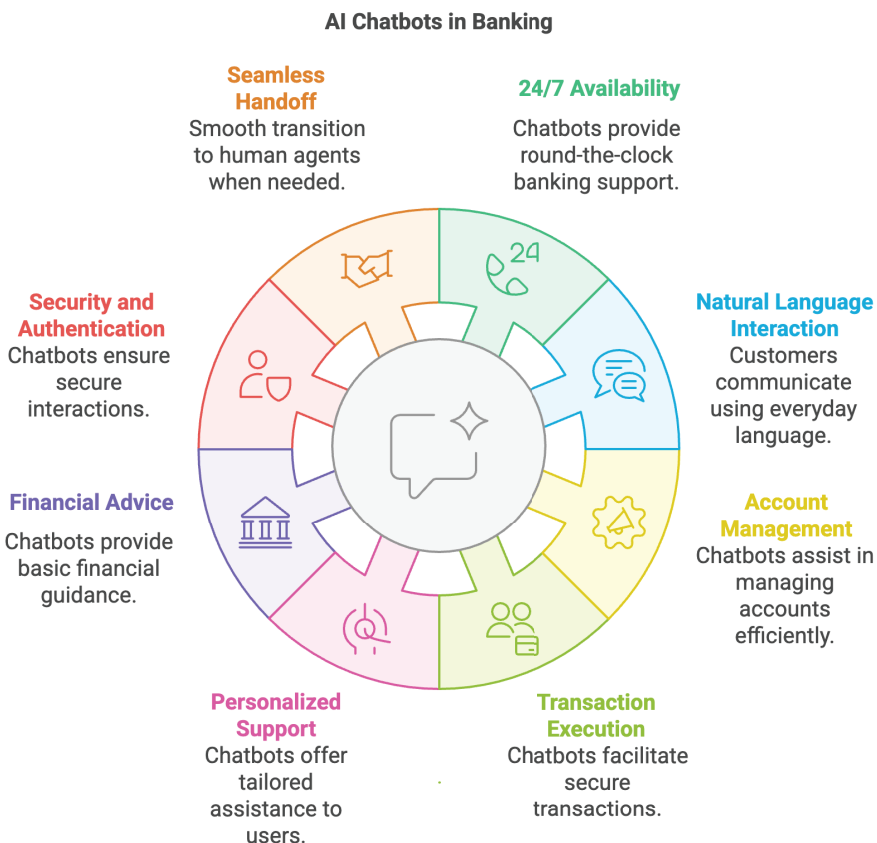 AI Chatbots in Banking
Seamless
Handoff
Smooth transition
to human agents
when needed.
24/7 Availability
Chatbots provide
round-the-clock
banking support.
24
Security and
Authentication
Chatbots ensure
secure
interactions.
Natural Language
Interaction
Customers
communicate
using everyday
language.
Financial Advice
Chatbots provide
basic financial
guidance.
Account
Management
Chatbots assist in
managing
accounts
efficiently.
Personalized
Support
Chatbots offer
tailored
assistance to
users.
Transaction
Execution
Chatbots facilitate
secure
transactions.